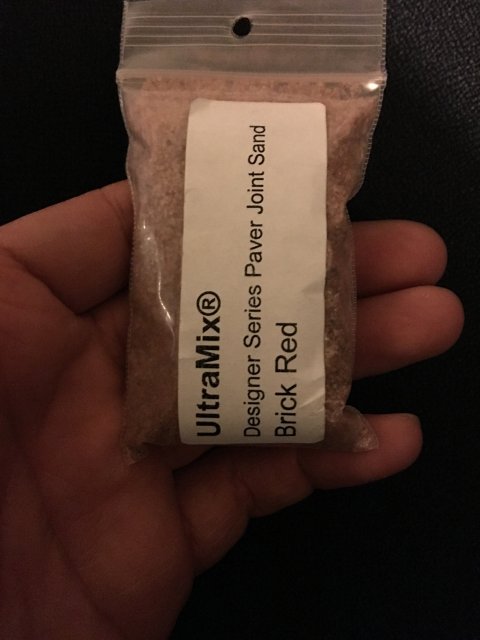 UltraMix®
Designer Series Paver Joint Sand
Brick Red